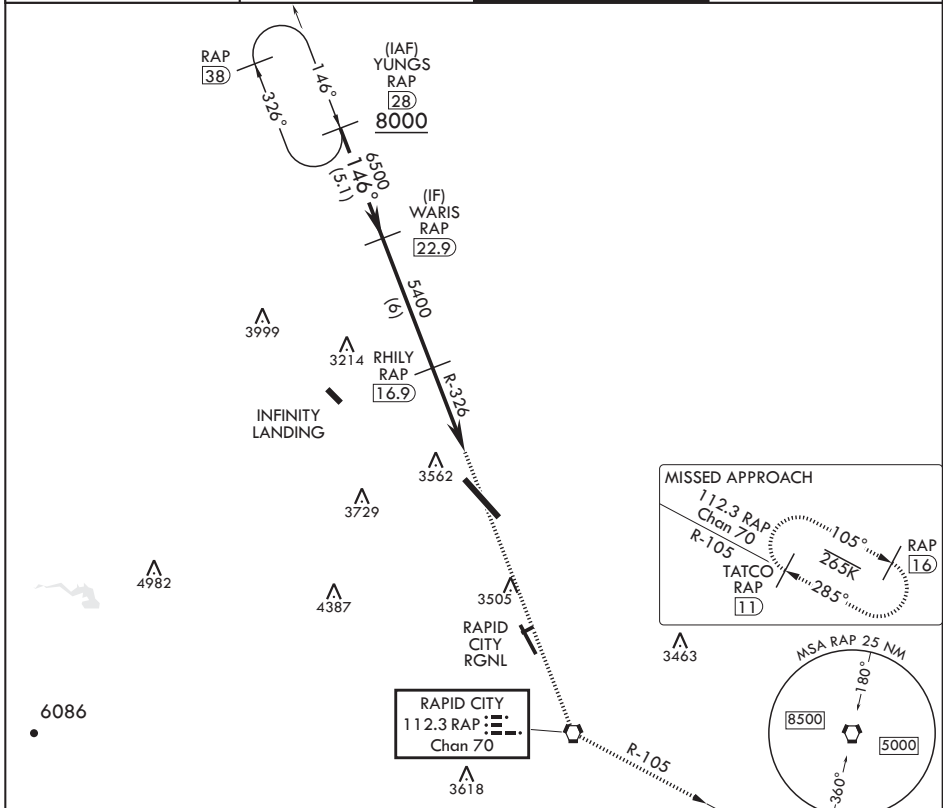 RAP
38
(IAF)
YUNGS
RAP
28
8000
146°
326°
6500
146°
(5.1)
(IF)
WARIS
RAP
22.9
5400
(6)
3999
3214
RHILY
RAP
16.9
R-326
INFINITY
LANDING
3562
3729
MISSED APPROACH
112.3 RAP
Chan 70
R-105
105°
265K
285°
TATCO
RAP
11
RAP
16
4982
4387
3505
RAPID
CITY
RGNL
3463
MSA RAP 25 NM
180°
8500
5000
360°
6086
RAPID CITY
112.3 RAP
Chan 70
R-105
3618